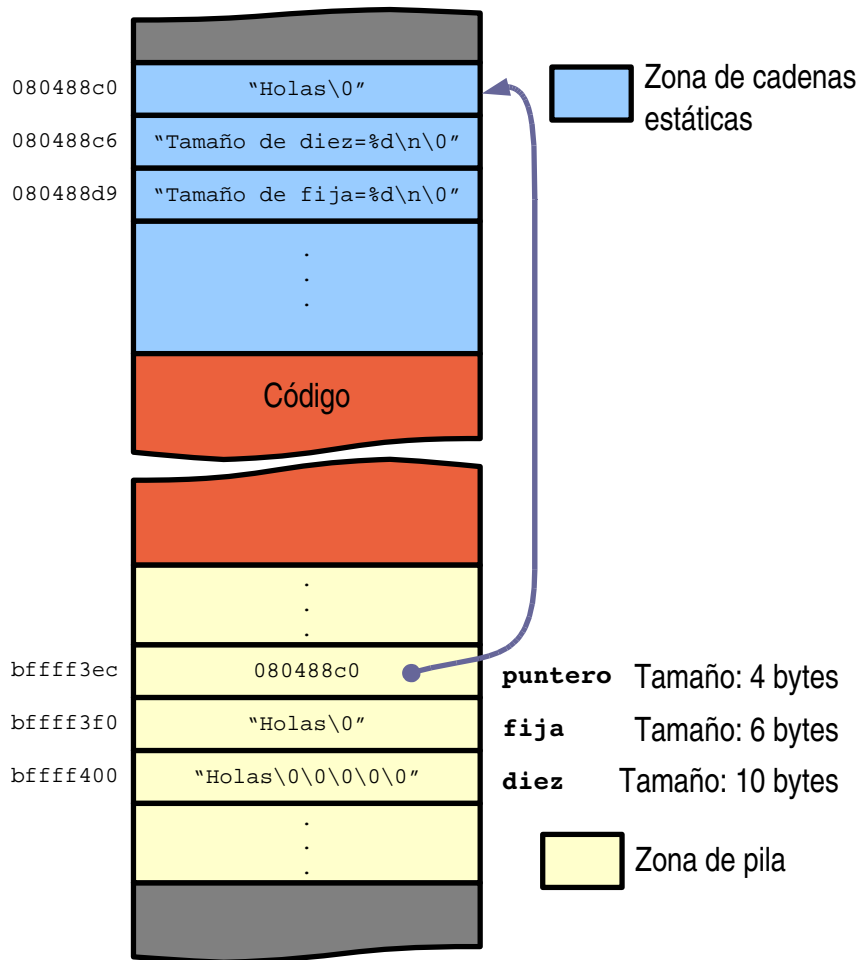 080488c0
“Holas\0”
Zona de cadenas
estáticas
080488c6
“Tamaño de diez=%d\n\0”
080488d9
“Tamaño de fija=%d\n\0”
.
.
.
Código
.
.
.
bffff3ec
080488c0
puntero Tamaño: 4 bytes
bffff3f0
“Holas\0”
fija Tamaño: 6 bytes
bffff400
“Holas\0\0\0\0\0”
diez Tamaño: 10 bytes
.
.
.
Zona de pila